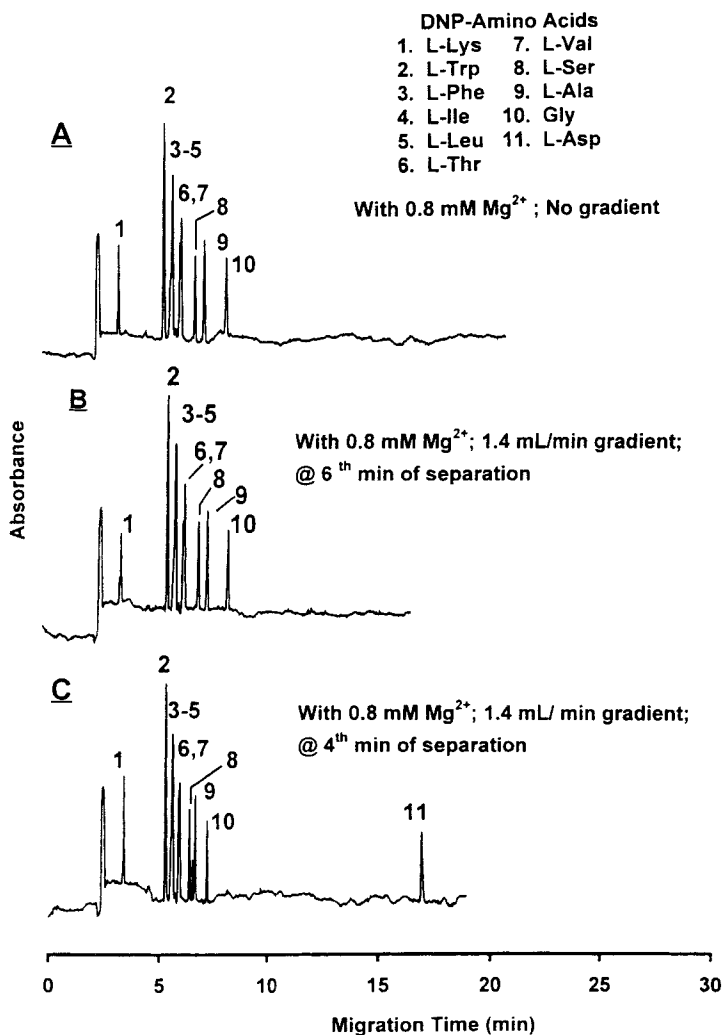 DNP-Amino Acids
1. L-Lys 7. L-Val
2. L-Trp 8. L-Ser
3. L-Phe 9. L-Ala
4. L-Ile 10. Gly
5. L-Leu 11. L-Asp
6. L-Thr
With 0.8 mM Mg²⁺ ; No gradient
A
1
2
3-5
6,7
8
9
10
B
With 0.8 mM Mg²⁺; 1.4 mL/min gradient;
@ 6 th min of separation
1
2
3-5
6,7
8
9
10
C
With 0.8 mM Mg²⁺; 1.4 mL/ min gradient;
@ 4th min of separation
1
2
3-5
6,7
8
9
10
11
Absorbance
0 5 10 15 20 25 30
Migration Time (min)